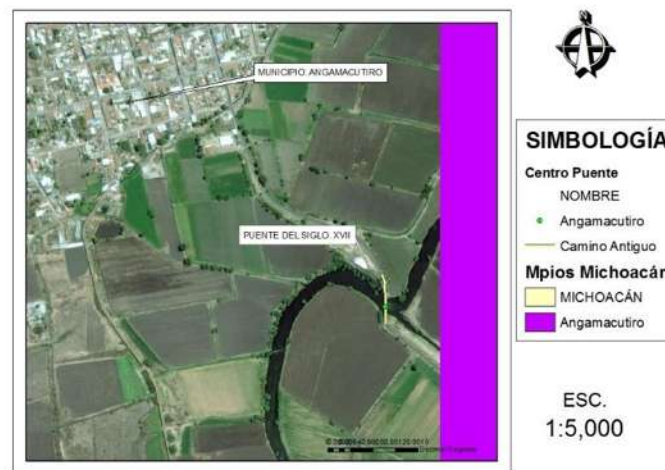 MUNICIPIO: ANGAMACUTIRO
PUENTE DEL SIGLO. XVII
SIMBOLOGÍA
Centro Puente
NOMBRE
Angamacutiro
Camino Antiguo
Mpios Michoacán
MICHOACÁN
Angamacutiro
ESC.
1:5,000